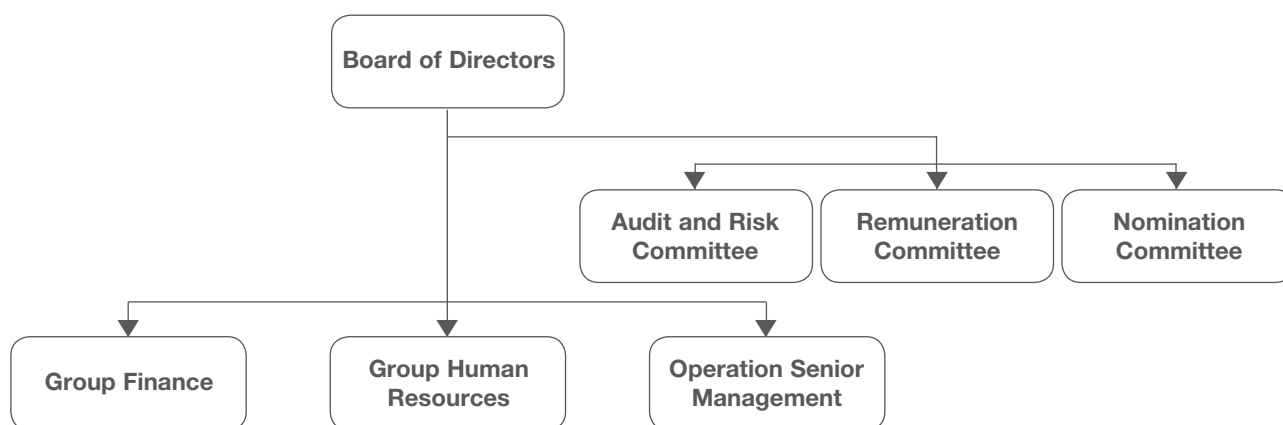 Board of Directors
Audit and Risk
Committee
Remuneration
Committee
Nomination
Committee
Group Finance
Group Human
Resources
Operation Senior
Management